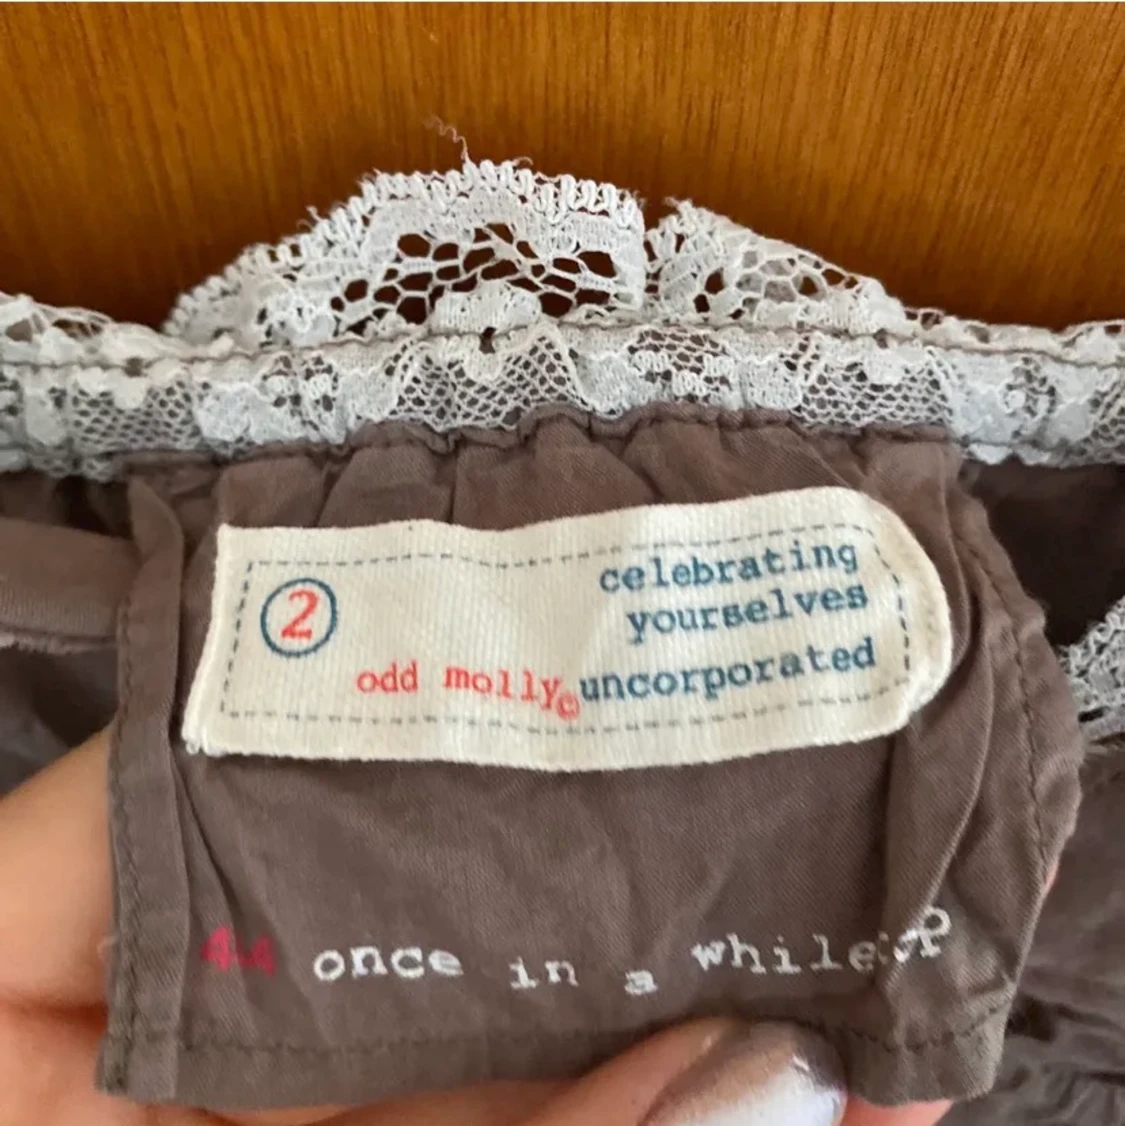 2
celebrating
yourselves
odd molly© uncorporated
once in a while